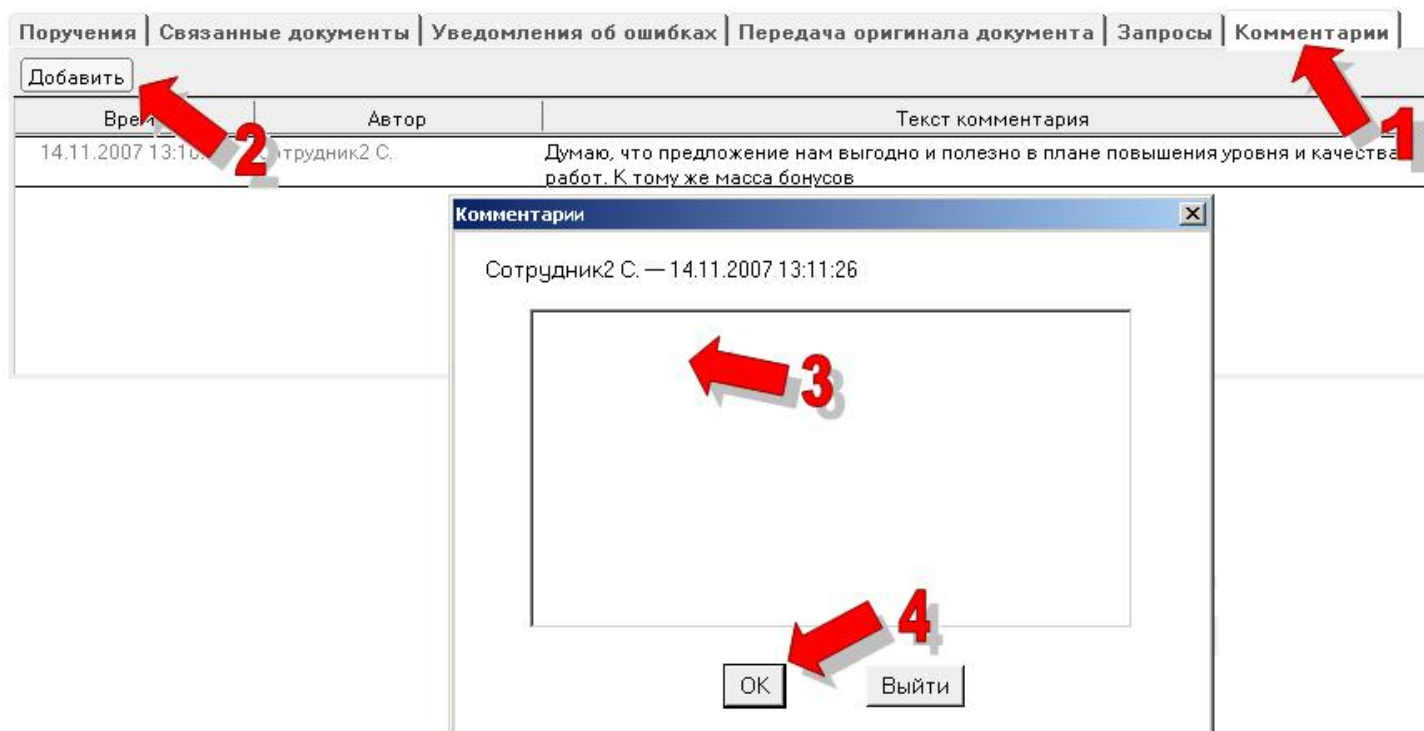 Поручения Связанные документы Уведомления об ошибках Передача оригинала документа Запросы Комментарии
Добавить
Автор Текст комментария
14.11.2007 Думаю, что предложение нам выгодно и полезно в плане повышения уровня и качества
С.
работ. К тому же масса бонусов
1
2
Комментарии
Сотрудник2 С. — 14.11.2007 13:11:26
3
4
OK Выйти